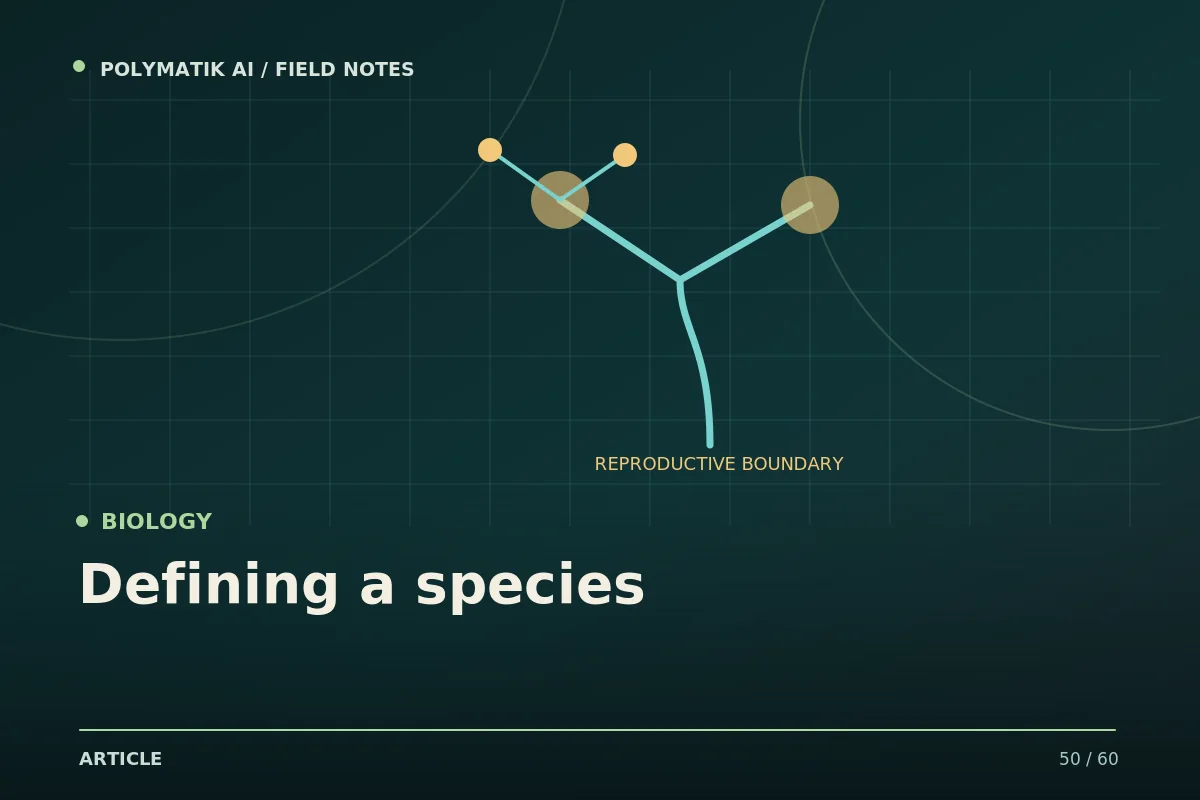 POLYMATIK AI / FIELD NOTES
REPRODUCTIVE BOUNDARY
BIOLOGY
Defining a species
ARTICLE
50 / 60